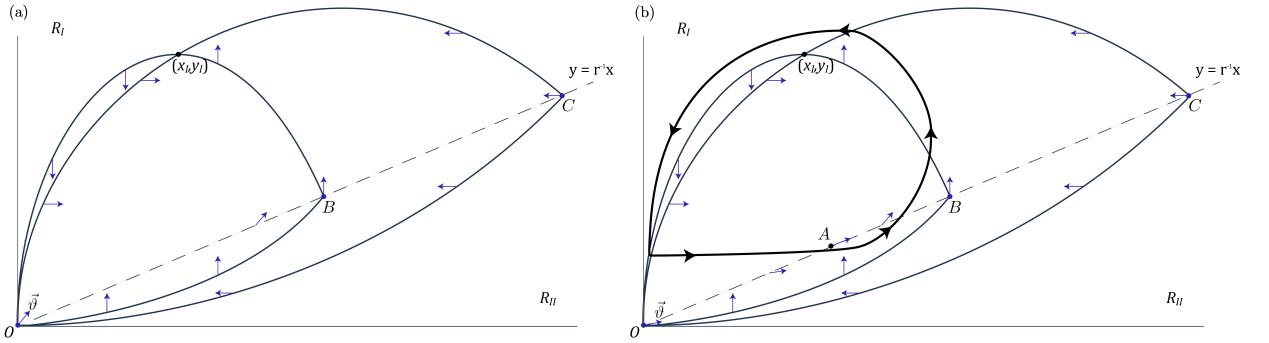 (a)
R_I
(x_I,y_I)
y = r⁻¹x
C
B
R_II
ϑ⃗
O
(b)
R_I
(x_I,y_I)
y = r⁻¹x
C
B
A
R_II
ϑ⃗
O